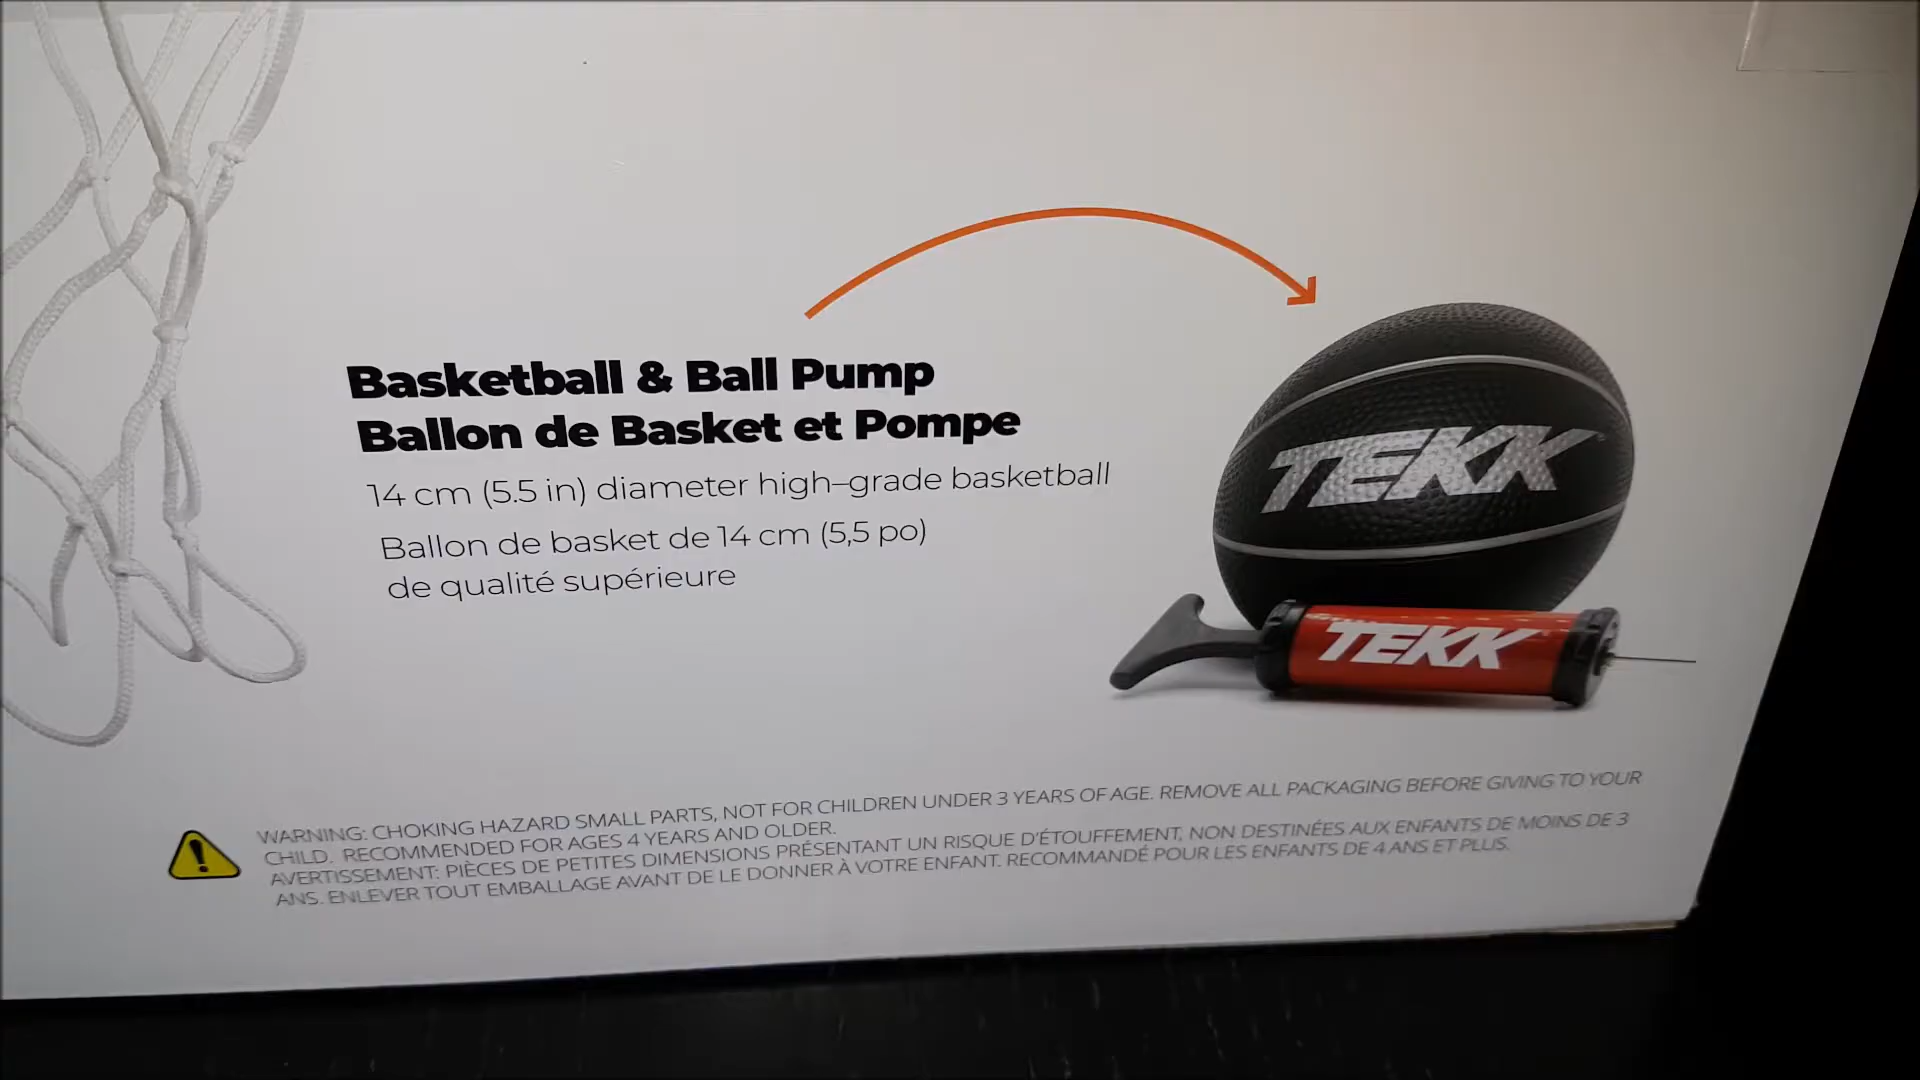 Basketball & Ball Pump
Ballon de Basket et Pompe
14 cm (5.5 in) diameter high–grade basketball
Ballon de basket de 14 cm (5,5 po)
de qualité supérieure
TEKK
TEKK
WARNING: CHOKING HAZARD SMALL PARTS, NOT FOR CHILDREN UNDER 3 YEARS OF AGE. REMOVE ALL PACKAGING BEFORE GIVING TO YOUR
CHILD. RECOMMENDED FOR AGES 4 YEARS AND OLDER.
AVERTISSEMENT: PIÈCES DE PETITES DIMENSIONS PRÉSENTANT UN RISQUE D'ÉTOUFFEMENT, NON DESTINÉES AUX ENFANTS DE MOINS DE 3
ANS. ENLEVER TOUT EMBALLAGE AVANT DE LE DONNER À VOTRE ENFANT. RECOMMANDÉ POUR LES ENFANTS DE 4 ANS ET PLUS.